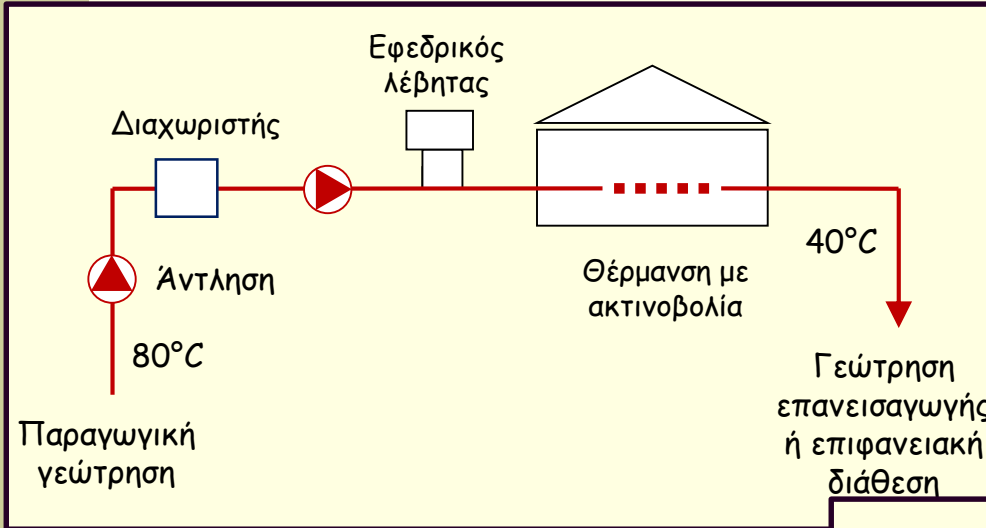 Εφεδρικός
λέβητας
Διαχωριστής
Άντληση
80°C
Παραγωγική
γεώτρηση
Θέρμανση με
ακτινοβολία
40°C
Γεώτρηση
επανεισαγωγής
ή επιφανειακή
διάθεση